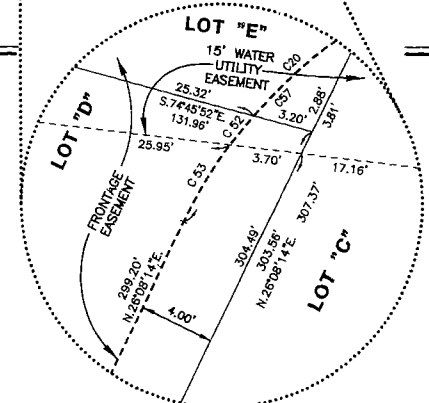 LOT "E"
15' WATER
UTILITY
EASEMENT
C20
C57
25.32'
S.74°45'52"E.
131.96'
3.20'
2.88'
3.81'
LOT "D"
C 52
25.95'
3.70'
17.16'
C 53
FRONTAGE
EASEMENT
299.20'
N.26°08'14"E.
4.00'
304.49'
303.56'
N.26°08'14"E.
307.37'
LOT "C"